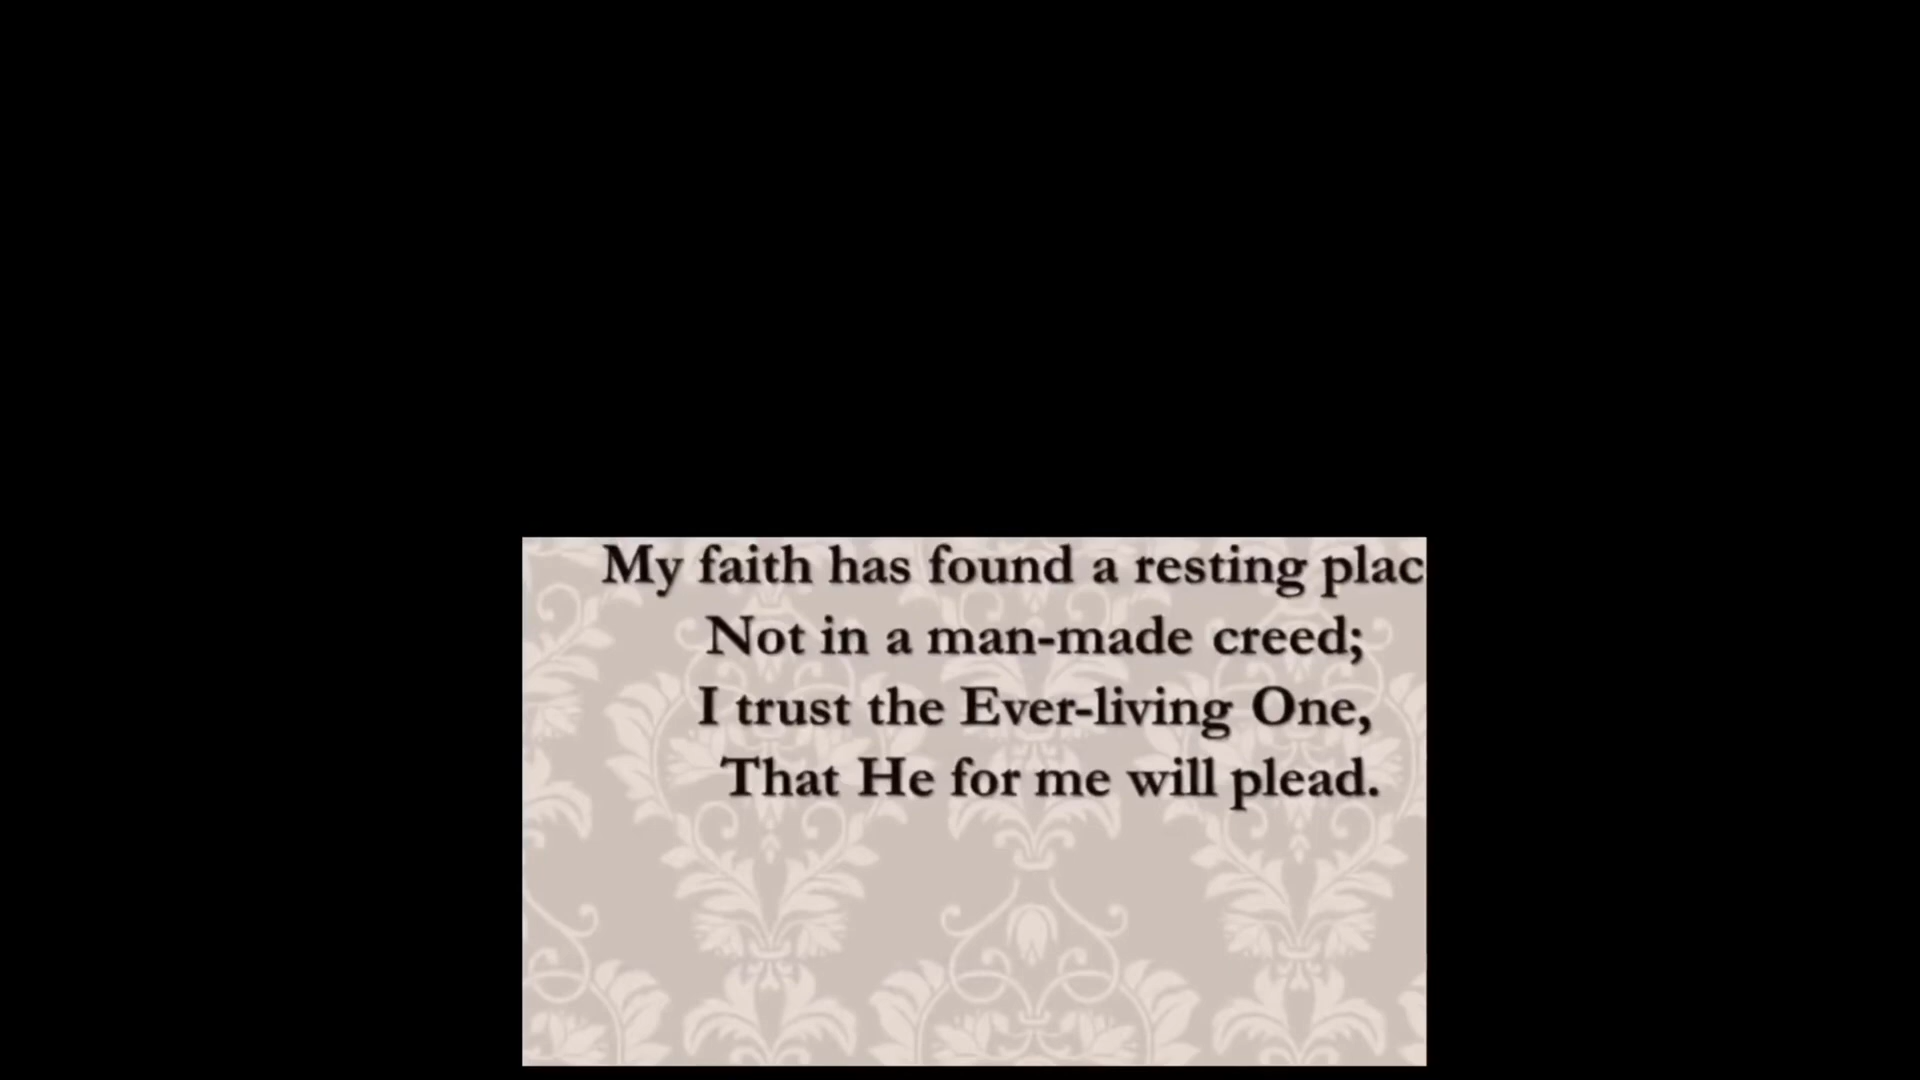 My faith has found a resting plac
Not in a man-made creed;
I trust the Ever-living One,
That He for me will plead.